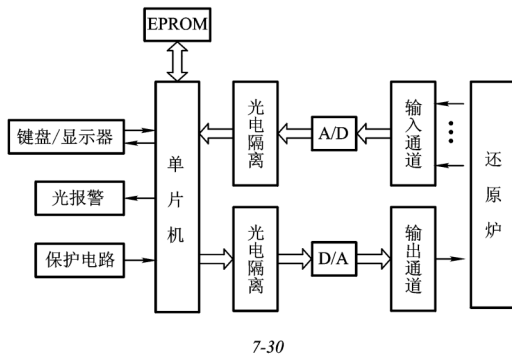 EPROM
键盘/显示器
光报警
保护电路
单片机
光电隔离
A/D
输入通道
还原炉
光电隔离
D/A
输出通道
7-30